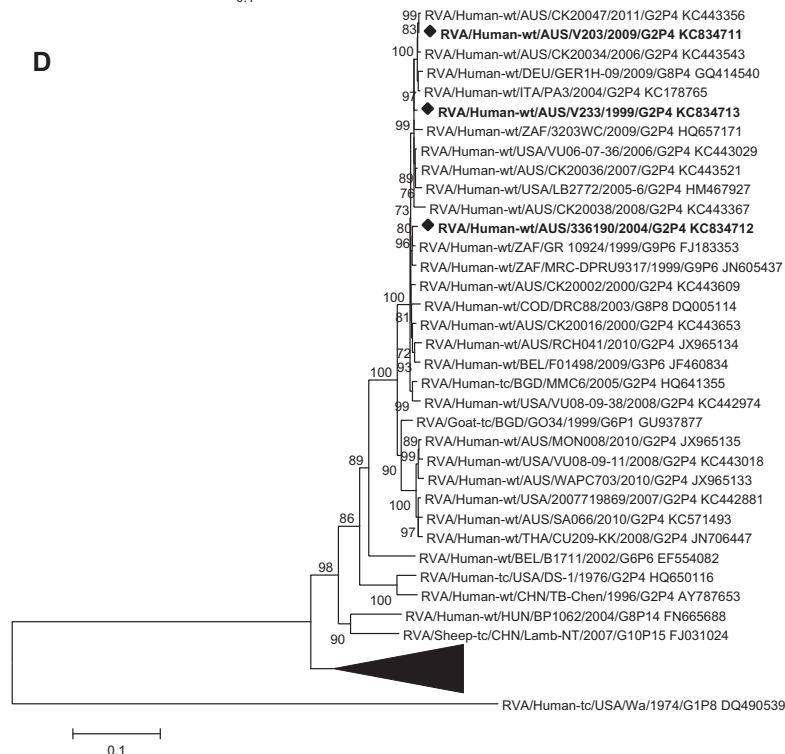 0.1
99 RVA/Human-wt/AUS/CK20047/2011/G2P4 KC443356
83 RVA/Human-wt/AUS/V203/2009/G2P4 KC834711
D
100 RVA/Human-wt/AUS/CK20034/2006/G2P4 KC443543
RVA/Human-wt/DEU/GER1H-09/2009/G8P4 GQ414540
RVA/Human-wt/ITA/PA3/2004/G2P4 KC178765
97
RVA/Human-wt/AUS/V233/1999/G2P4 KC834713
99 RVA/Human-wt/ZAF/3203WC/2009/G2P4 HQ657171
RVA/Human-wt/USA/VU06-07-36/2006/G2P4 KC443029
RVA/Human-wt/AUS/CK20036/2007/G2P4 KC443521
89
RVA/Human-wt/USA/LB2772/2005-6/G2P4 HM467927
76
73 RVA/Human-wt/AUS/CK20038/2008/G2P4 KC443367
80 RVA/Human-wt/AUS/336190/2004/G2P4 KC834712
96 RVA/Human-wt/ZAF/GR 10924/1999/G9P6 FJ183353
RVA/Human-wt/ZAF/MRC-DPRU9317/1999/G9P6 JN605437
RVA/Human-wt/AUS/CK20002/2000/G2P4 KC443609
100
RVA/Human-wt/COD/DRC88/2003/G8P8 DQ005114
81
RVA/Human-wt/AUS/CK20016/2000/G2P4 KC443653
RVA/Human-wt/AUS/RCH041/2010/G2P4 JX965134
72
93 RVA/Human-wt/BEL/F01498/2009/G3P6 JF460834
100
RVA/Human-tc/BGD/MMC6/2005/G2P4 HQ641355
99 RVA/Human-wt/USA/VU08-09-38/2008/G2P4 KC442974
RVA/Goat-tc/BGD/GO34/1999/G6P1 GU937877
89 RVA/Human-wt/AUS/MON008/2010/G2P4 JX965135
99 RVA/Human-wt/USA/VU08-09-11/2008/G2P4 KC443018
89
90 RVA/Human-wt/AUS/WAPC703/2010/G2P4 JX965133
RVA/Human-wt/USA/2007719869/2007/G2P4 KC442881
100
RVA/Human-wt/AUS/SA066/2010/G2P4 KC571493
86
97 RVA/Human-wt/THA/CU209-KK/2008/G2P4 JN706447
RVA/Human-wt/BEL/B1711/2002/G6P6 EF554082
98
RVA/Human-tc/USA/DS-1/1976/G2P4 HQ650116
100 RVA/Human-wt/CHN/TB-Chen/1996/G2P4 AY787653
RVA/Human-wt/HUN/BP1062/2004/G8P14 FN665688
90 RVA/Sheep-tc/CHN/Lamb-NT/2007/G10P15 FJ031024
RVA/Human-tc/USA/Wa/1974/G1P8 DQ490539
0.1